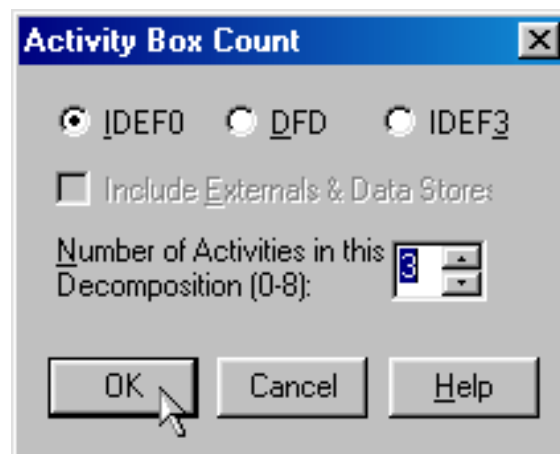 Activity Box Count
IDEF0 DFD IDEF3
Include Externals & Data Stores
Number of Activities in this
Decomposition (0-8):
3
OK Cancel Help